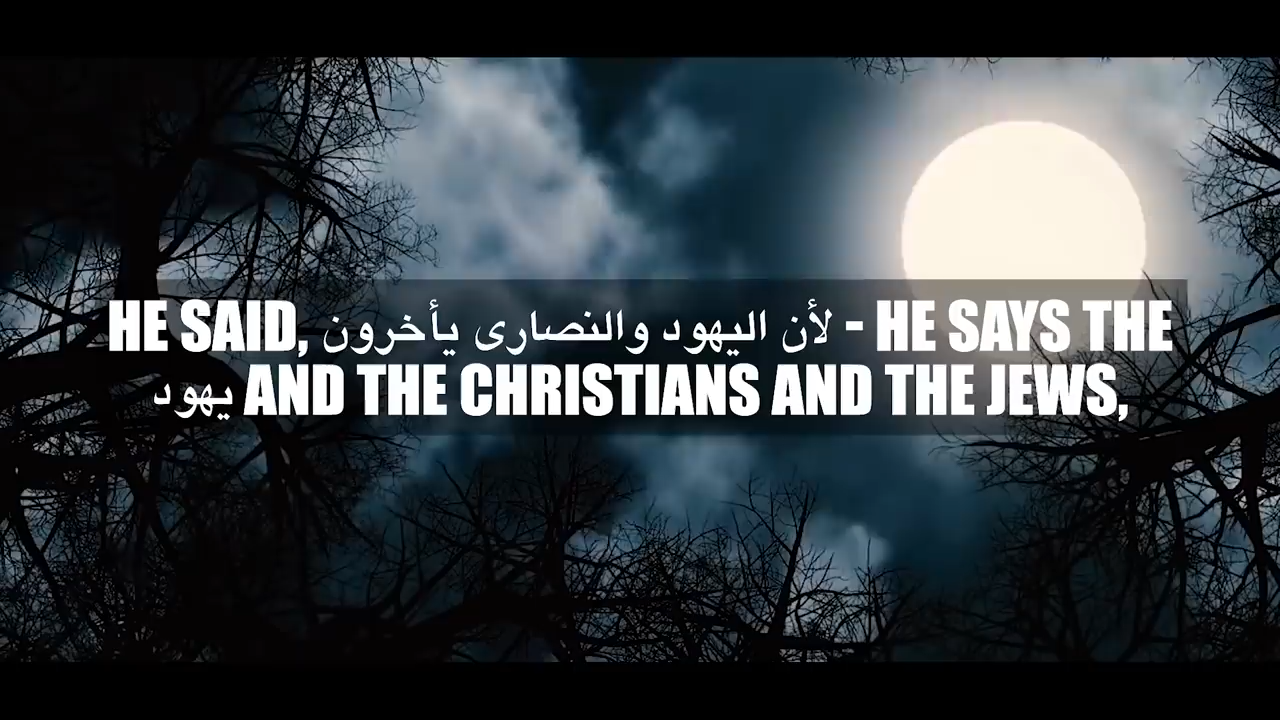 HE SAID, لأن اليهود والنصارى يأخرون - HE SAYS THE
يهود AND THE CHRISTIANS AND THE JEWS,